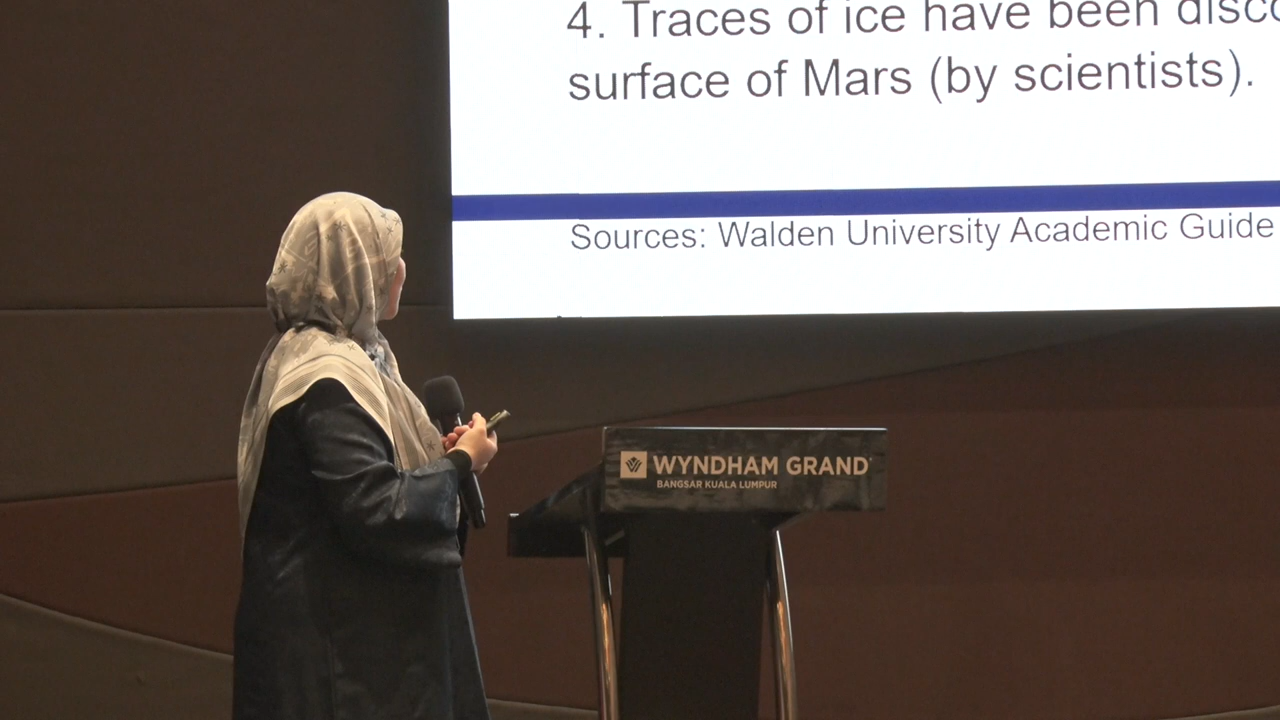 4. Traces of ice have been
surface of Mars (by scientists).
Sources: Walden University Academic Guide
WYNDHAM GRAND
BANGSAR KUALA LUMPUR